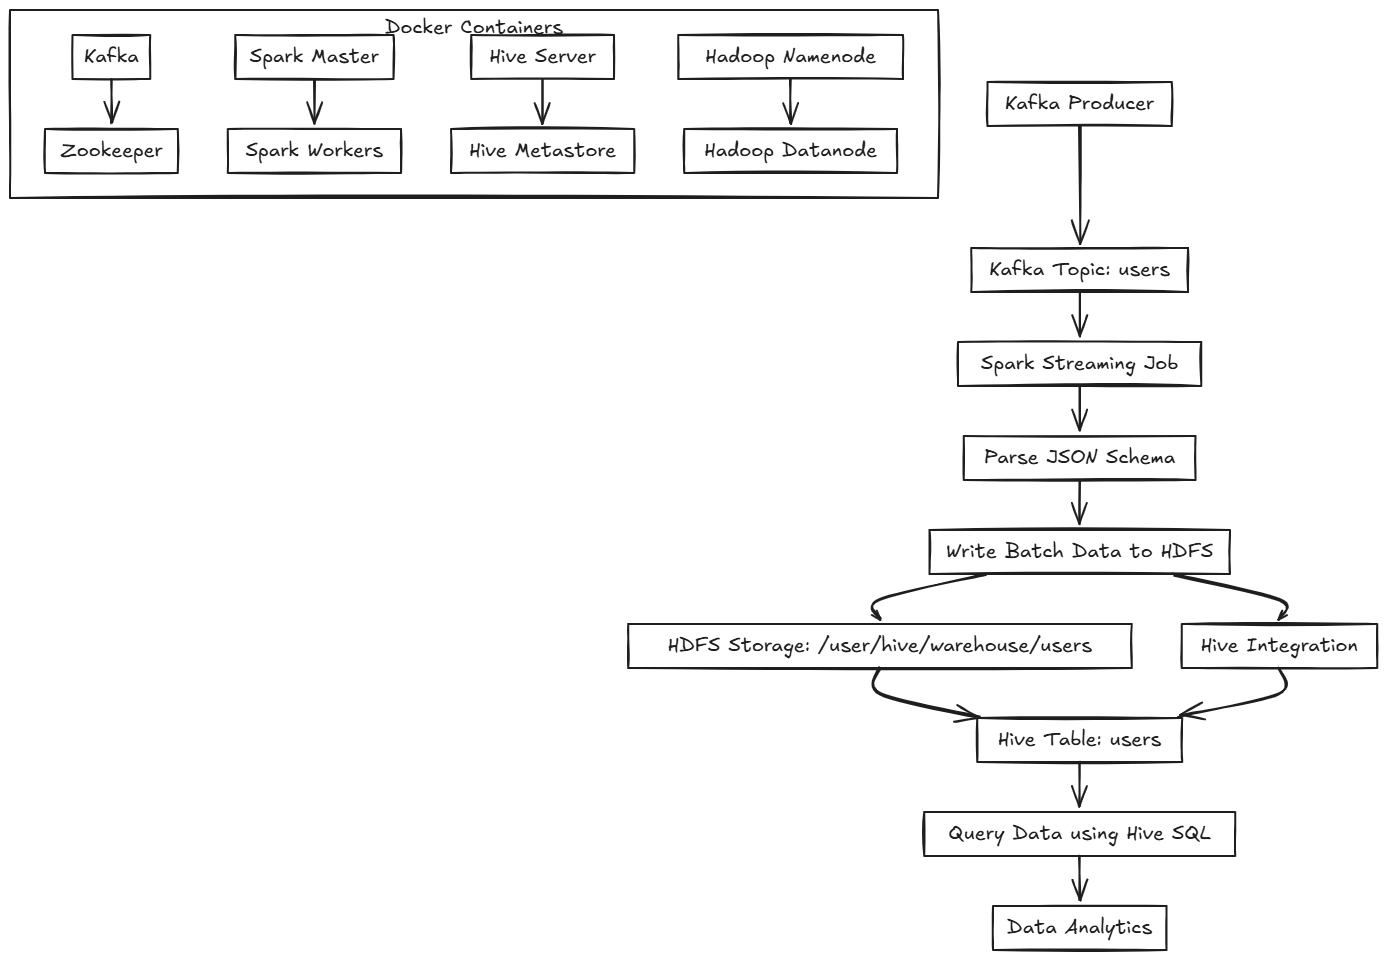 Docker Containers
Kafka
Spark Master
Hive Server
Hadoop Namenode
Zookeeper
Spark Workers
Hive Metastore
Hadoop Datanode
Kafka Producer
Kafka Topic: users
Spark Streaming Job
Parse JSON Schema
Write Batch Data to HDFS
HDFS Storage: /user/hive/warehouse/users
Hive Integration
Hive Table: users
Query Data using Hive SQL
Data Analytics